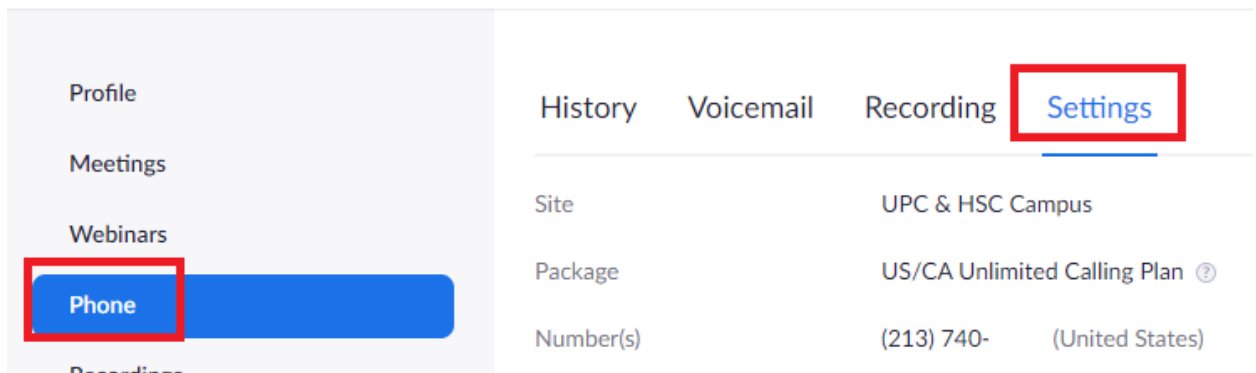 Profile
Meetings
Webinars
Phone
Recordings
History Voicemail Recording Settings
Site UPC & HSC Campus
Package US/CA Unlimited Calling Plan ?
Number(s) (213) 740- (United States)